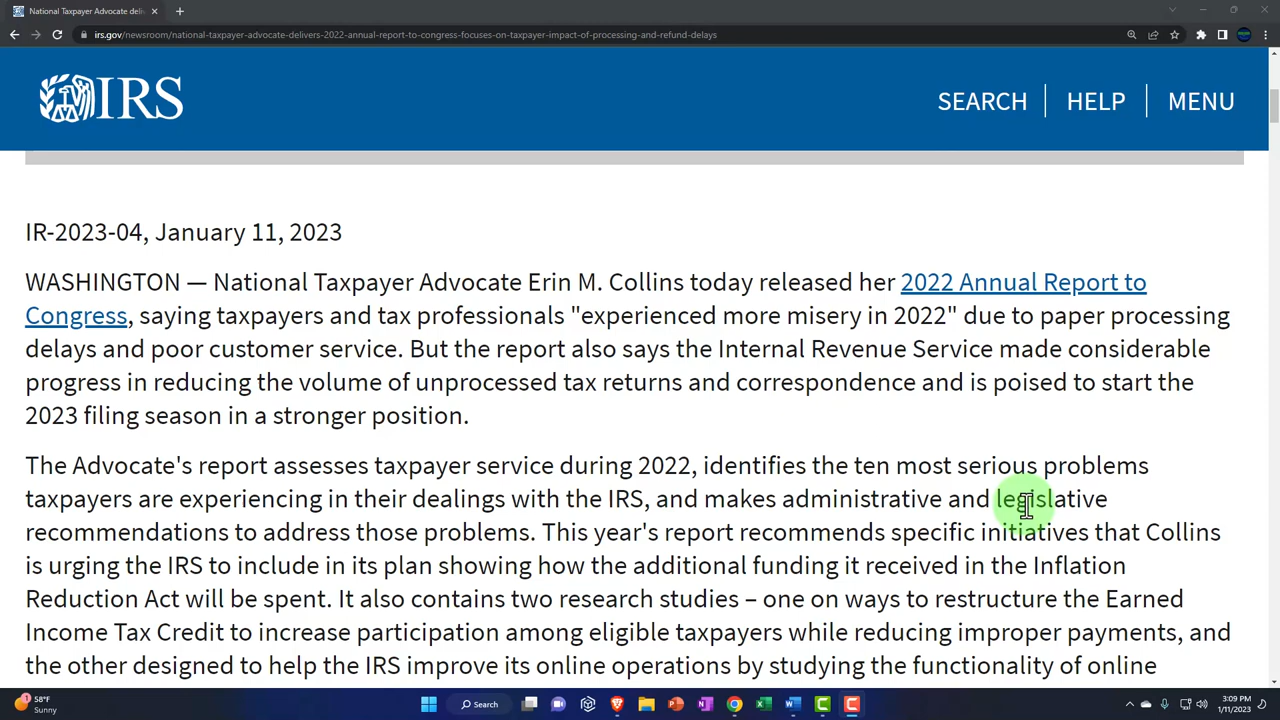 National Taxpayer Advocate deliv
irs.gov/newsroom/national-taxpayer-advocate-delivers-2022-annual-report-to-congress-focuses-on-taxpayer-impact-of-processing-and-refund-delays
IRS
SEARCH
HELP
MENU
IR-2023-04, January 11, 2023
WASHINGTON — National Taxpayer Advocate Erin M. Collins today released her 2022 Annual Report to
Congress, saying taxpayers and tax professionals "experienced more misery in 2022" due to paper processing
delays and poor customer service. But the report also says the Internal Revenue Service made considerable
progress in reducing the volume of unprocessed tax returns and correspondence and is poised to start the
2023 filing season in a stronger position.
The Advocate's report assesses taxpayer service during 2022, identifies the ten most serious problems
taxpayers are experiencing in their dealings with the IRS, and makes administrative and legislative
recommendations to address those problems. This year's report recommends specific initiatives that Collins
is urging the IRS to include in its plan showing how the additional funding it received in the Inflation
Reduction Act will be spent. It also contains two research studies – one on ways to restructure the Earned
Income Tax Credit to increase participation among eligible taxpayers while reducing improper payments, and
the other designed to help the IRS improve its online operations by studying the functionality of online
1
58°F
Sunny
Search
3:09 PM
1/11/2023